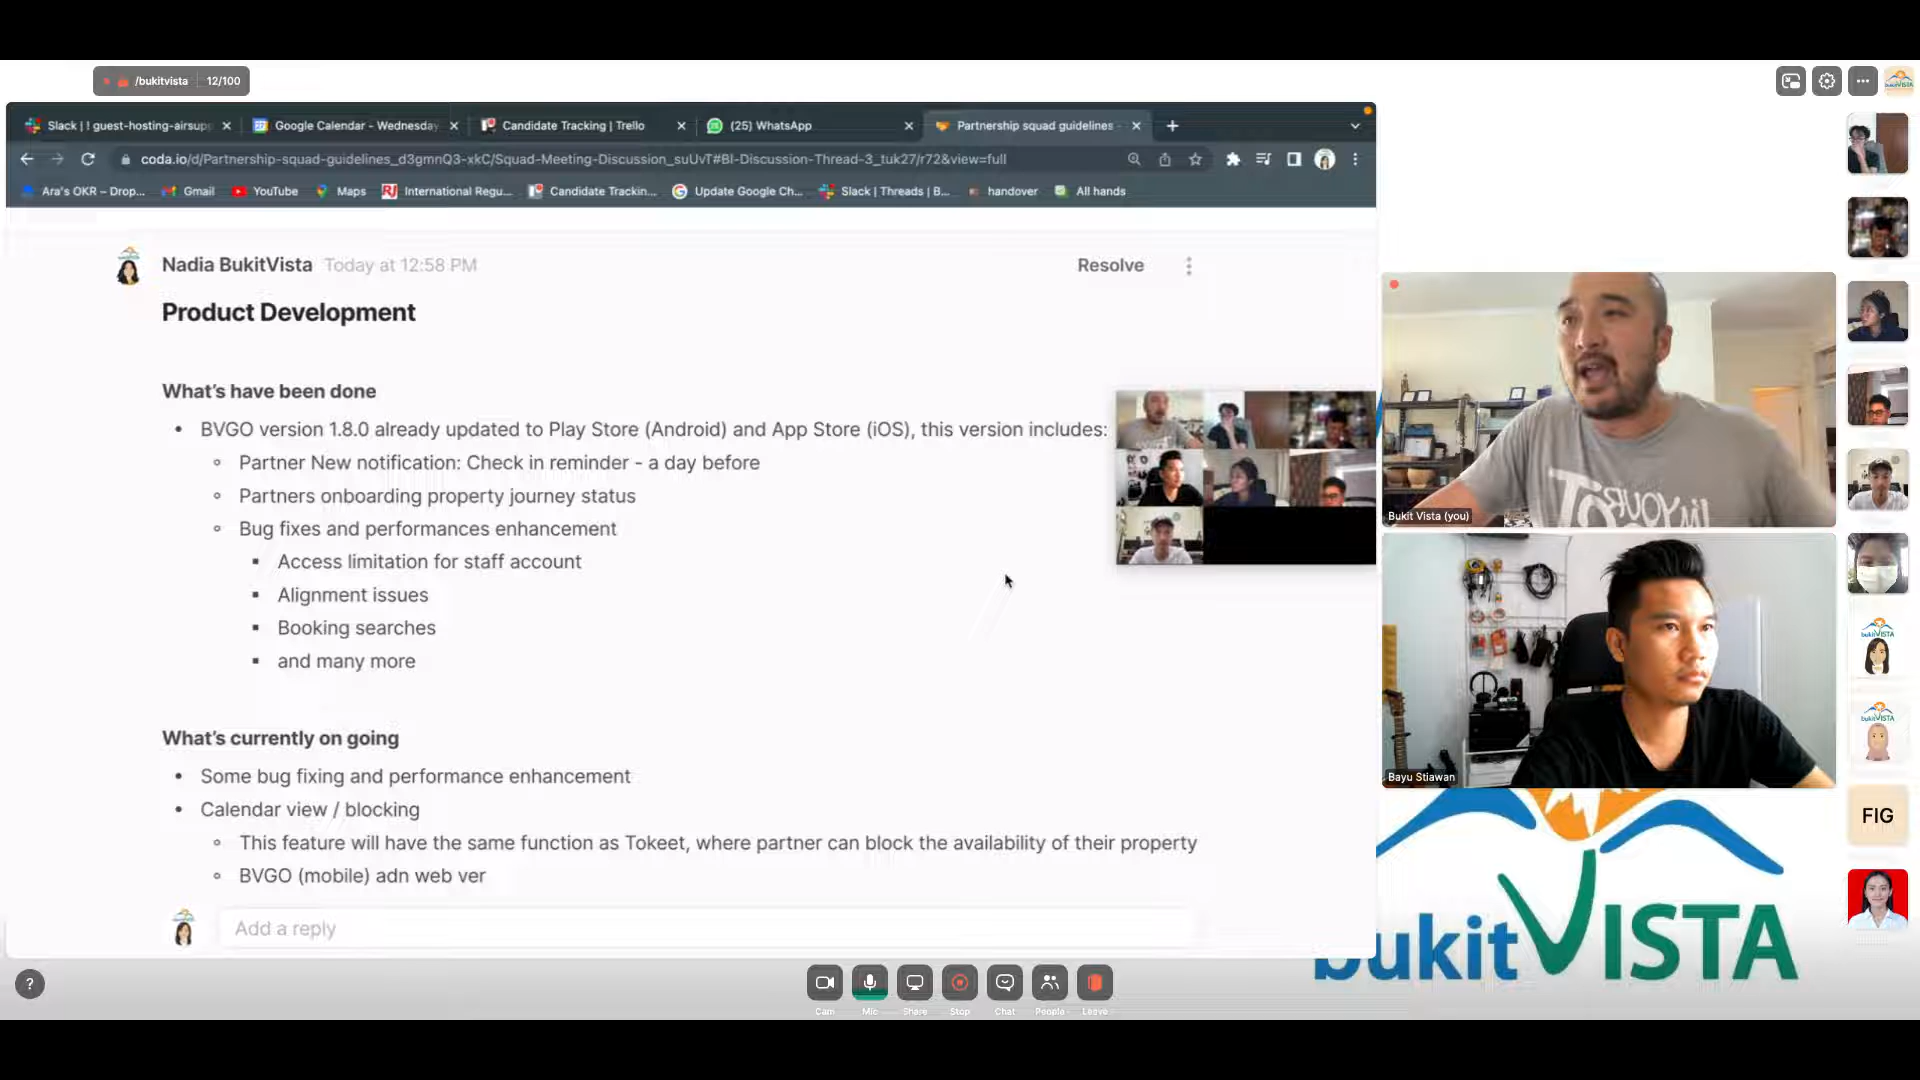 /bukitvista 12/100
Slack | ! guest-hosting-airsup
Google Calendar - Wednesday
Candidate Tracking | Trello
(25) WhatsApp
Partnership squad guidelines
coda.io/d/Partnership-squad-guidelines_d3gmnQ3-xkC/Squad-Meeting-Discussion_suUvT#BI-Discussion-Thread-3_tuk27/r72&view=full
Ara's OKR – Drop...
Gmail
YouTube
Maps
International Regu...
Candidate Trackin...
Update Google Ch...
Slack | Threads | B...
handover
All hands
Nadia BukitVista Today at 12:58 PM
Resolve
Product Development
What's have been done
• BVGO version 1.8.0 already updated to Play Store (Android) and App Store (iOS), this version includes:
Partner New notification: Check in reminder - a day before
Partners onboarding property journey status
Bug fixes and performances enhancement
Access limitation for staff account
Alignment issues
Booking searches
and many more
What's currently on going
• Some bug fixing and performance enhancement
• Calendar view / blocking
This feature will have the same function as Tokeet, where partner can block the availability of their property
BVGO (mobile) adn web ver
Add a reply
Bukit Vista (you)
Bayu Stiawan
FIG
bukitVISTA
?
Cam
Mic
Share
Stop
Chat
People
Leave